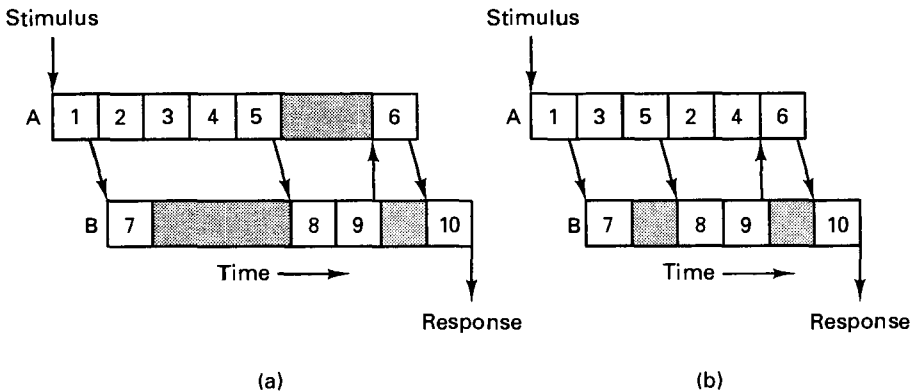 Stimulus
Stimulus
A 1 2 3 4 5 6
A 1 3 5 2 4 6
B 7 8 9 10
B 7 8 9 10
Time
Time
Response
Response
(a)
(b)